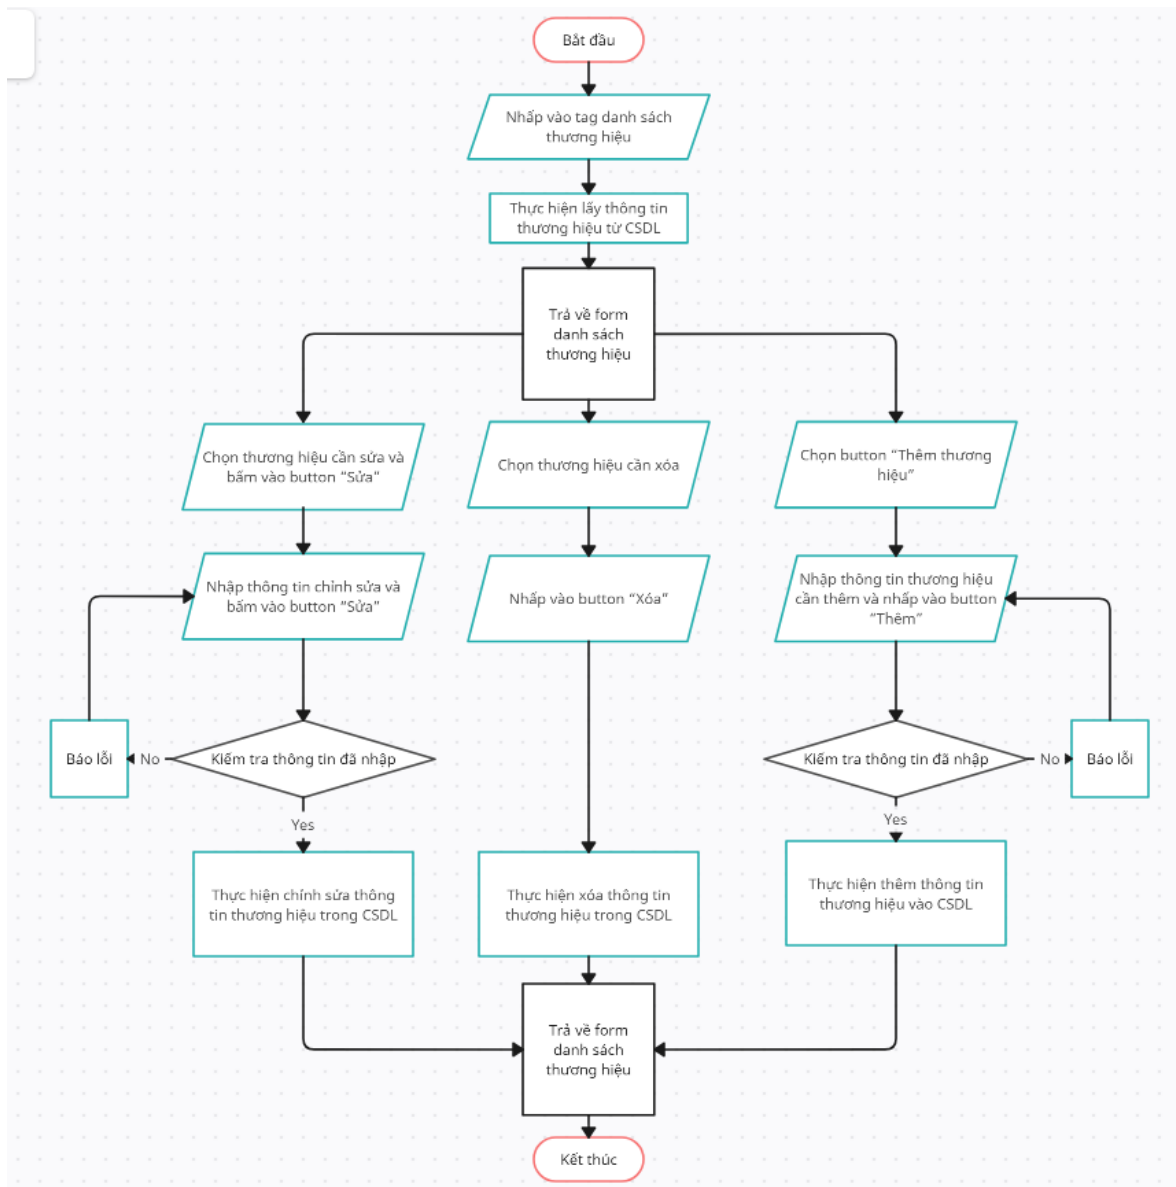 Bắt đầu
Nhấp vào tag danh sách
thương hiệu
Thực hiện lấy thông tin
thương hiệu từ CSDL
Trả về form
danh sách
thương hiệu
Chọn thương hiệu cần sửa và
bấm vào button “Sửa”
Chọn thương hiệu cần xóa
Chọn button “Thêm thương
hiệu”
Nhập thông tin chỉnh sửa và
bấm vào button “Sửa”
Nhấp vào button “Xóa”
Nhập thông tin thương hiệu
cần thêm và nhấp vào button
“Thêm”
Báo lỗi
No
Kiểm tra thông tin đã nhập
Kiểm tra thông tin đã nhập
No
Báo lỗi
Yes
Yes
Thực hiện chính sửa thông
tin thương hiệu trong CSDL
Thực hiện xóa thông tin
thương hiệu trong CSDL
Thực hiện thêm thông tin
thương hiệu vào CSDL
Trả về form
danh sách
thương hiệu
Kết thúc